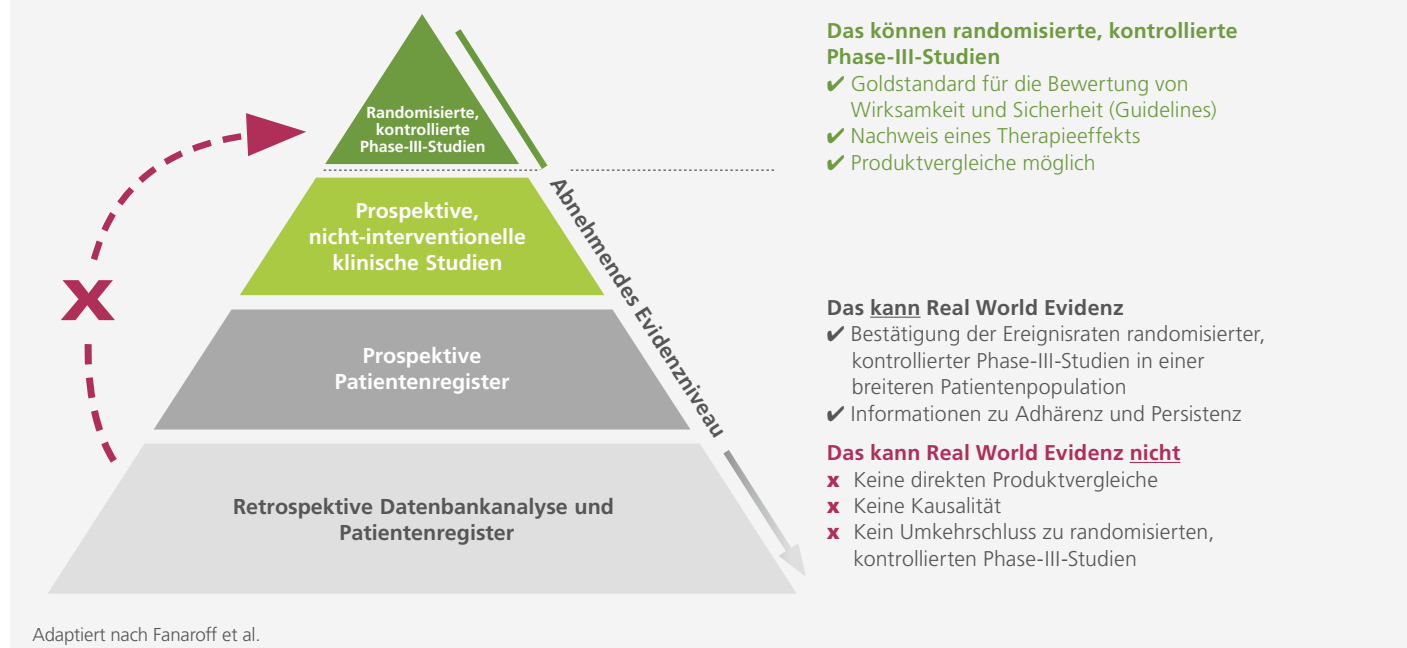 Randomisierte,
kontrollierte
Phase-III-Studien
Prospektive,
nicht-interventionelle
klinische Studien
Prospektive
Patientenregister
Retrospektive Datenbankanalyse und
Patientenregister
x
Abnehmendes Evidenzniveau
Das können randomisierte, kontrollierte
Phase-III-Studien
✔ Goldstandard für die Bewertung von
Wirksamkeit und Sicherheit (Guidelines)
✔ Nachweis eines Therapieeffekts
✔ Produktvergleiche möglich
Das kann Real World Evidenz
✔ Bestätigung der Ereignisraten randomisierter,
kontrollierter Phase-III-Studien in einer
breiteren Patientenpopulation
✔ Informationen zu Adhärenz und Persistenz
Das kann Real World Evidenz nicht
x Keine direkten Produktvergleiche
x Keine Kausalität
x Kein Umkehrschluss zu randomisierten,
kontrollierten Phase-III-Studien
Adaptiert nach Fanaroff et al.